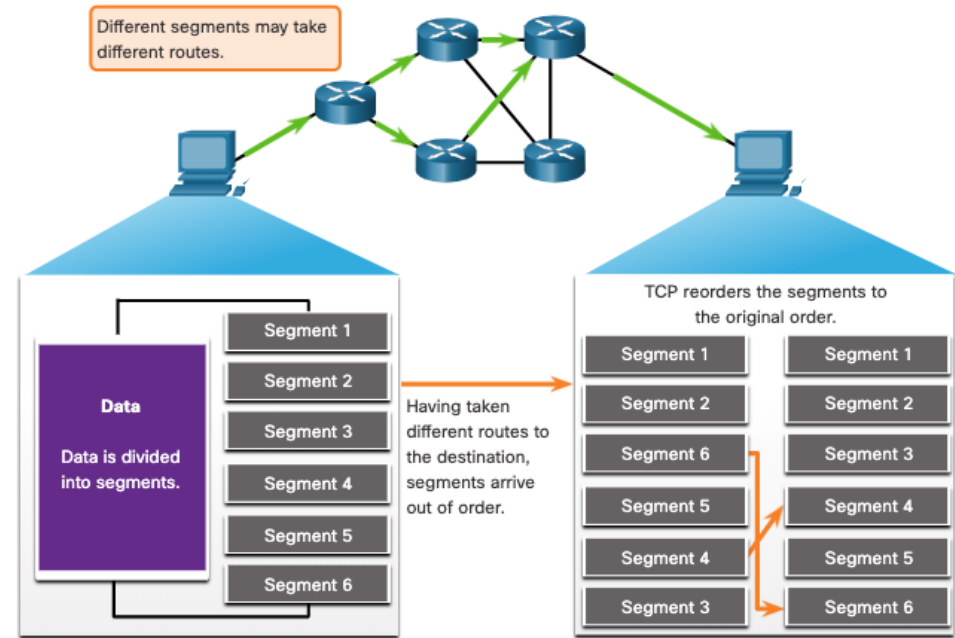 Different segments may take
different routes.
Data
Data is divided
into segments.
Segment 1
Segment 2
Segment 3
Segment 4
Segment 5
Segment 6
Having taken
different routes to
the destination,
segments arrive
out of order.
TCP reorders the segments to
the original order.
Segment 1
Segment 2
Segment 6
Segment 5
Segment 4
Segment 3
Segment 1
Segment 2
Segment 3
Segment 4
Segment 5
Segment 6